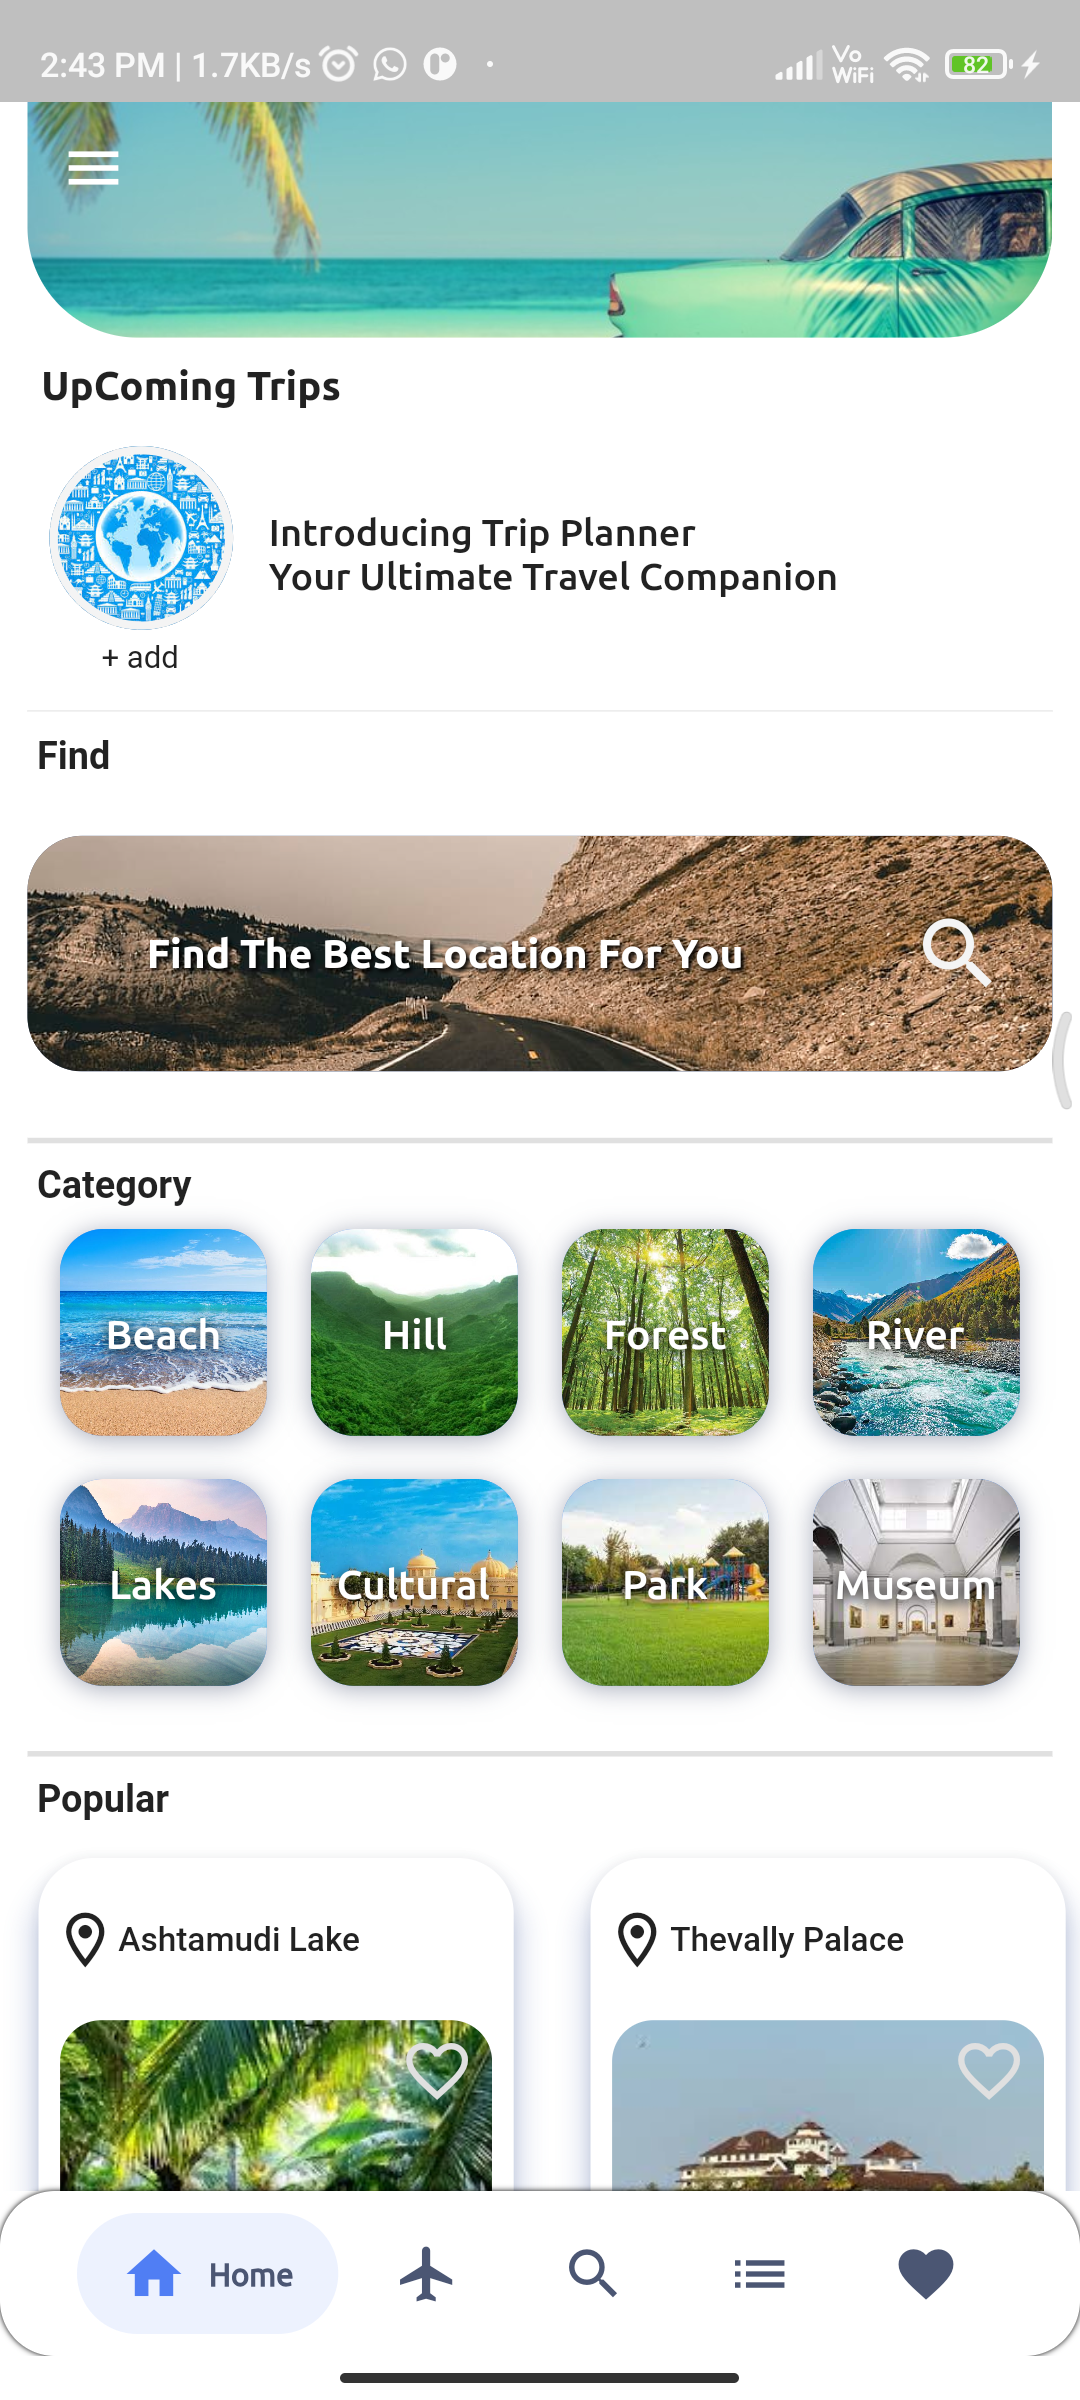 2:43 PM | 1.7KB/s
Vo
WiFi
82
UpComing Trips
Introducing Trip Planner
Your Ultimate Travel Companion
+ add
Find
Find The Best Location For You
Category
Beach
Hill
Forest
River
Lakes
Cultural
Park
Museum
Popular
Ashtamudi Lake
Thevally Palace
Home